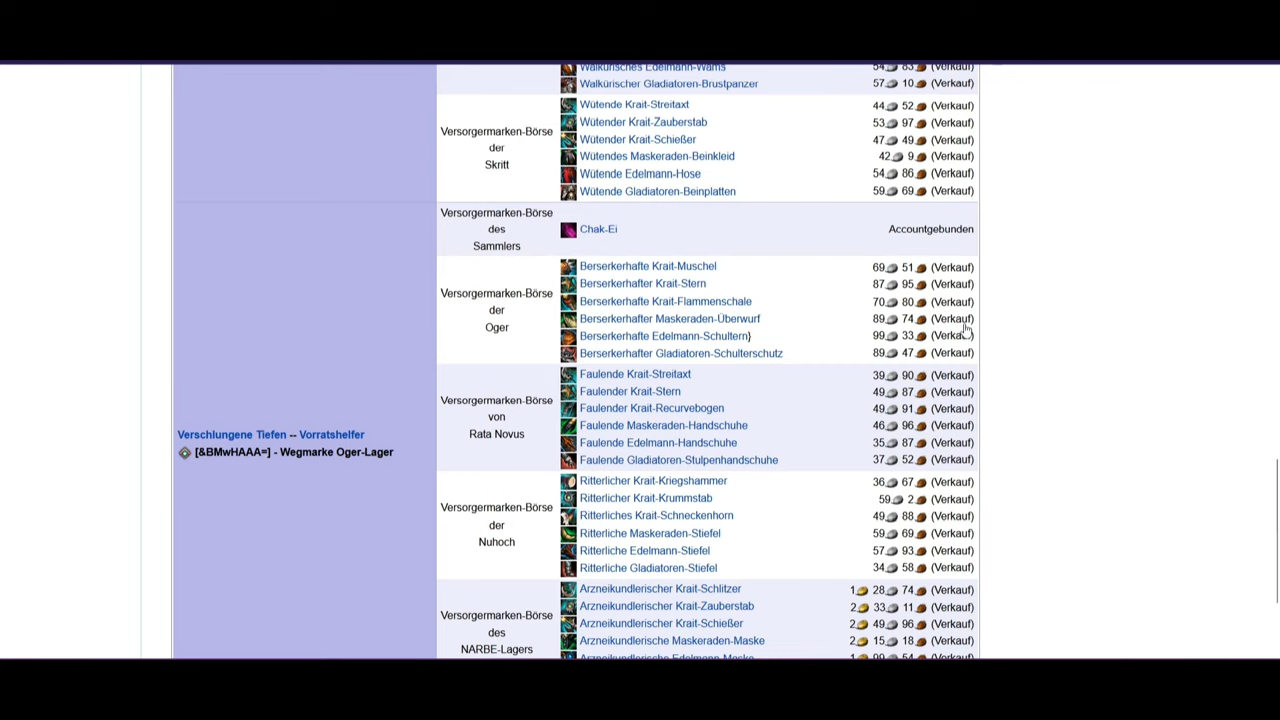 Walkürisches Edelmann-Wams 54 83 (Verkauf)
Walkürischer Gladiatoren-Brustpanzer 57 10 (Verkauf)
Versorgermarken-Börse
der
Skritt
Wütende Krait-Streitaxt 44 52 (Verkauf)
Wütender Krait-Zauberstab 53 97 (Verkauf)
Wütender Krait-Schießer 47 49 (Verkauf)
Wütendes Maskeraden-Beinkleid 42 9 (Verkauf)
Wütende Edelmann-Hose 54 86 (Verkauf)
Wütende Gladiatoren-Beinplatten 59 69 (Verkauf)
Versorgermarken-Börse
des
Sammlers
Chak-Ei Accountgebunden
Versorgermarken-Börse
der
Oger
Berserkerhafte Krait-Muschel 69 51 (Verkauf)
Berserkerhafter Krait-Stern 87 95 (Verkauf)
Berserkerhafte Krait-Flammenschale 70 80 (Verkauf)
Berserkerhafter Maskeraden-Überwurf 89 74 (Verkauf)
Berserkerhafte Edelmann-Schultern} 99 33 (Verkauf)
Berserkerhafter Gladiatoren-Schulterschutz 89 47 (Verkauf)
Verschlungene Tiefen -- Vorratshelfer
[&BMwHAAA=] - Wegmarke Oger-Lager
Versorgermarken-Börse
von
Rata Novus
Faulende Krait-Streitaxt 39 90 (Verkauf)
Faulender Krait-Stern 49 87 (Verkauf)
Faulender Krait-Recurvebogen 49 91 (Verkauf)
Faulende Maskeraden-Handschuhe 46 96 (Verkauf)
Faulende Edelmann-Handschuhe 35 87 (Verkauf)
Faulende Gladiatoren-Stulpenhandschuhe 37 52 (Verkauf)
Versorgermarken-Börse
der
Nuhoch
Ritterlicher Krait-Kriegshammer 36 67 (Verkauf)
Ritterlicher Krait-Krummstab 59 2 (Verkauf)
Ritterliches Krait-Schneckenhorn 49 88 (Verkauf)
Ritterliche Maskeraden-Stiefel 59 69 (Verkauf)
Ritterliche Edelmann-Stiefel 57 93 (Verkauf)
Ritterliche Gladiatoren-Stiefel 34 58 (Verkauf)
Versorgermarken-Börse
des
NARBE-Lagers
Arzneikundlerischer Krait-Schlitzer 1 28 74 (Verkauf)
Arzneikundlerischer Krait-Zauberstab 2 33 11 (Verkauf)
Arzneikundlerischer Krait-Schießer 2 49 96 (Verkauf)
Arzneikundlerische Maskeraden-Maske 2 15 18 (Verkauf)
Arzneikundlerische Edelmann-Maske 1 99 54 (Verkauf)